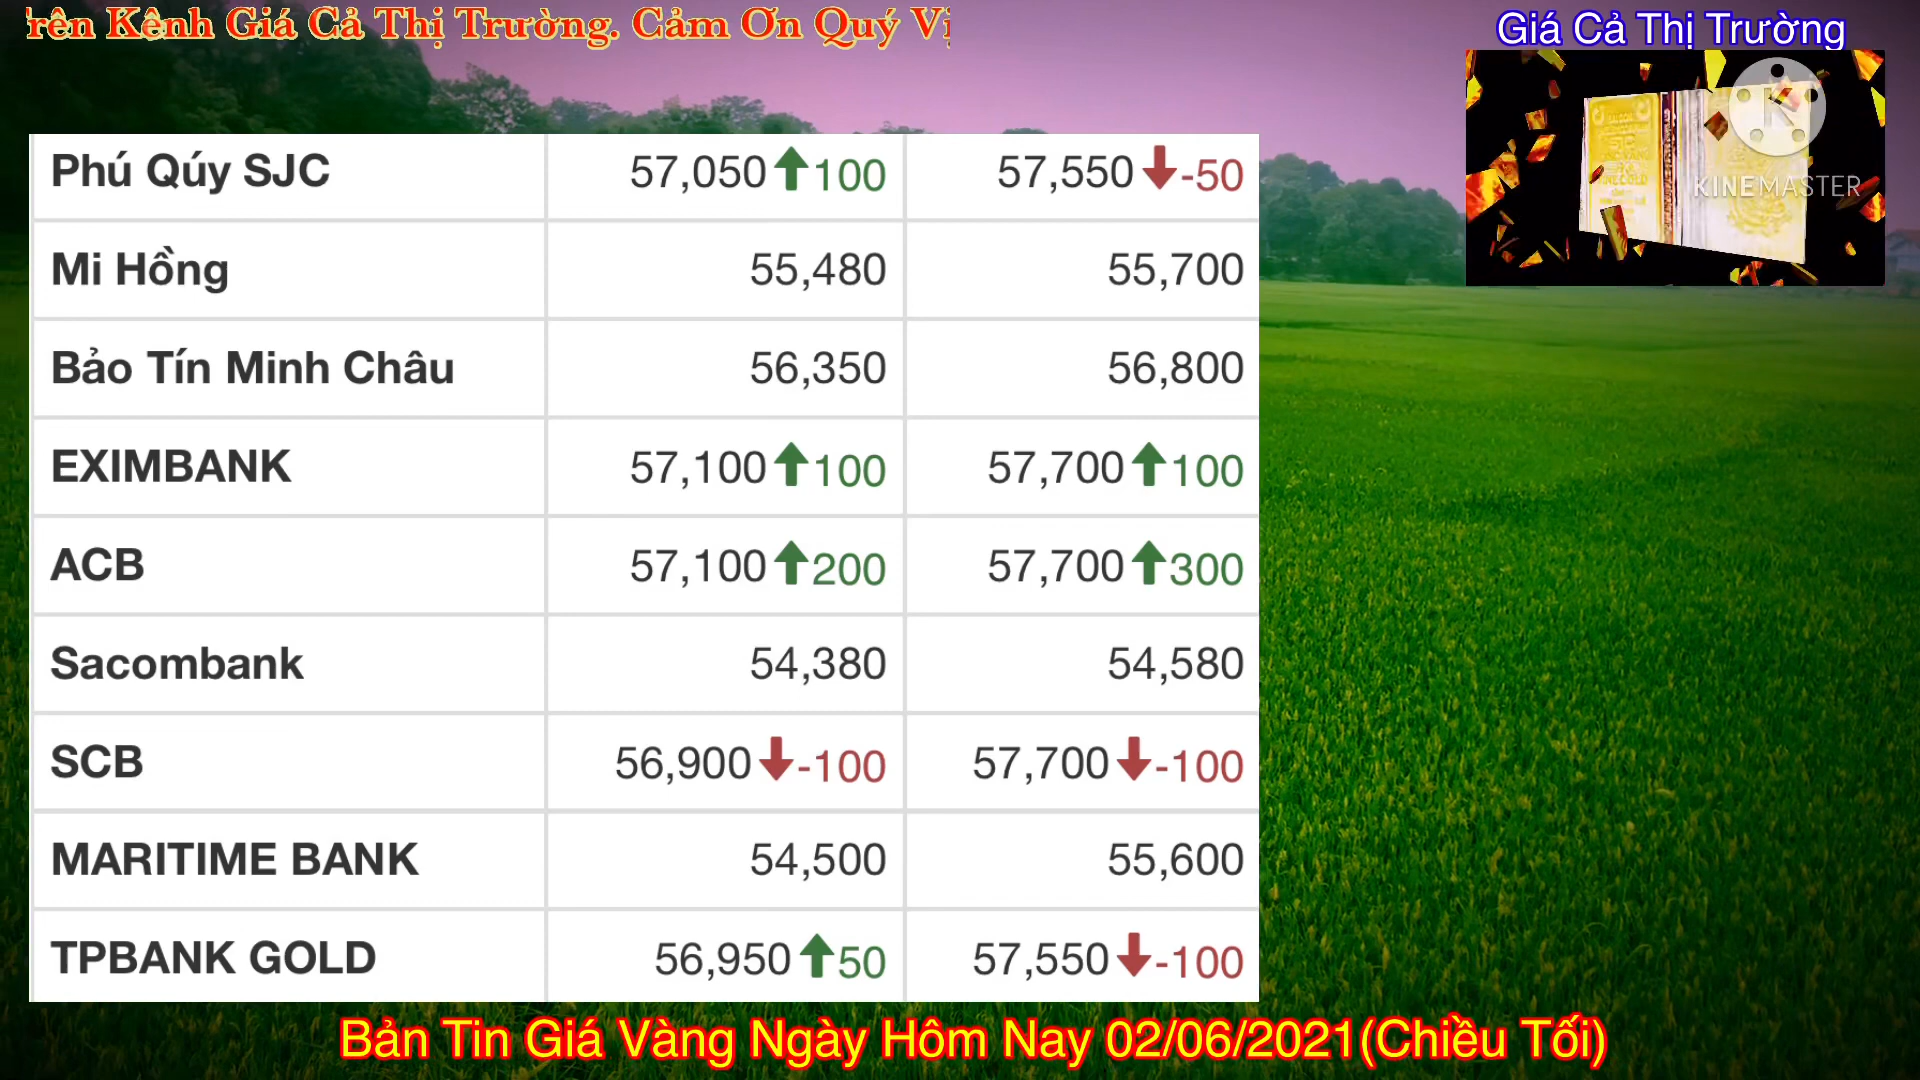 rên Kênh Giá Cả Thị Trường. Cảm Ơn Quý Vị
Giá Cả Thị Trường
KINEMASTER
Phú Qúy SJC 57,050 100 57,550 -50
Mi Hồng 55,480 55,700
Bảo Tín Minh Châu 56,350 56,800
EXIMBANK 57,100 100 57,700 100
ACB 57,100 200 57,700 300
Sacombank 54,380 54,580
SCB 56,900 -100 57,700 -100
MARITIME BANK 54,500 55,600
TPBANK GOLD 56,950 50 57,550 -100
Bản Tin Giá Vàng Ngày Hôm Nay 02/06/2021(Chiều Tối)